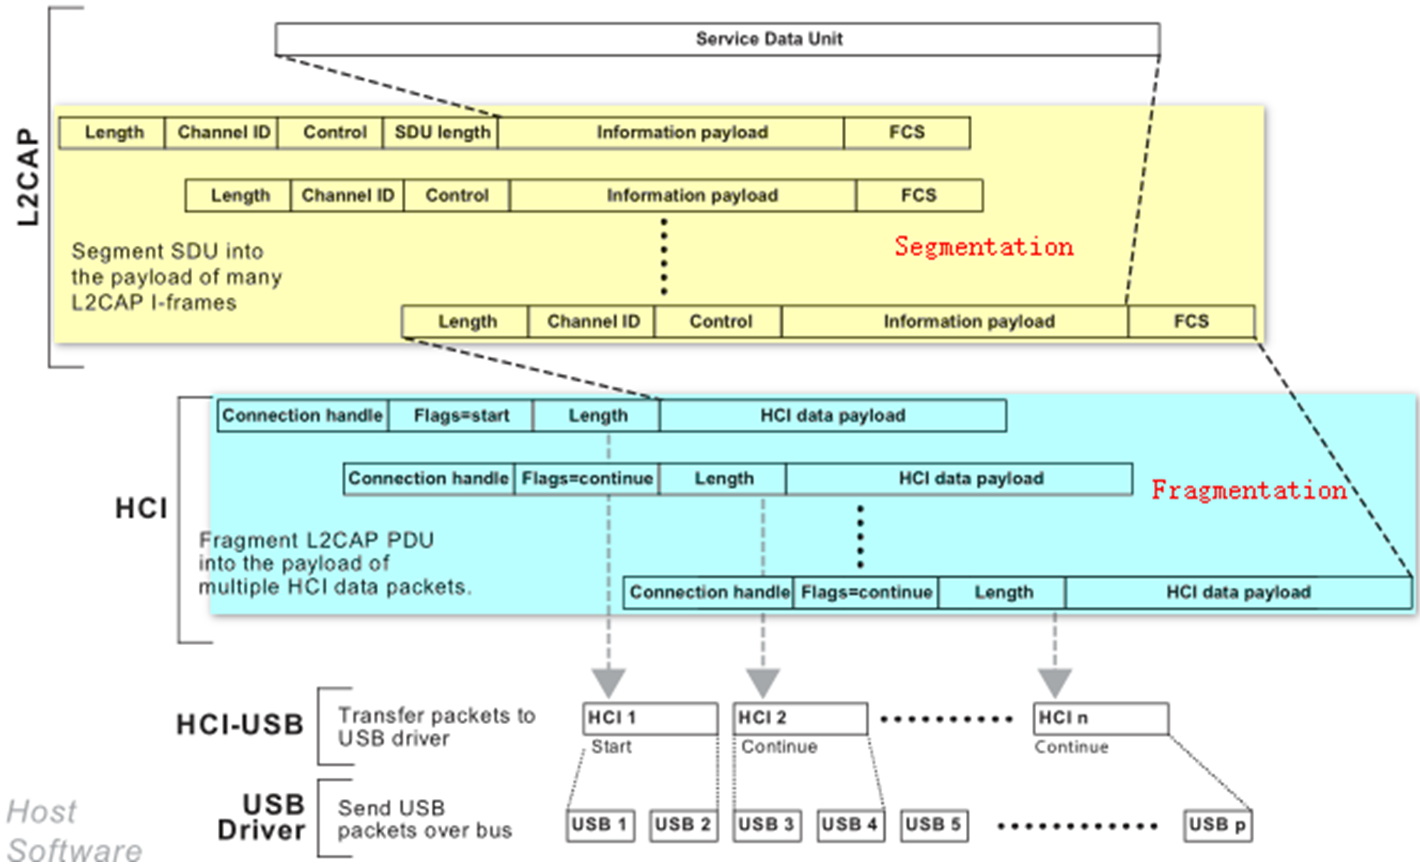 L2CAP
Service Data Unit
Length Channel ID Control SDU length Information payload FCS
Length Channel ID Control Information payload FCS
Segment SDU into
the payload of many
L2CAP I-frames
Segmentation
Length Channel ID Control Information payload FCS
HCI
Connection handle Flags=start Length HCI data payload
Connection handle Flags=continue Length HCI data payload
Fragmentation
Fragment L2CAP PDU
into the payload of
multiple HCI data packets.
Connection handle Flags=continue Length HCI data payload
HCI-USB
Transfer packets to
USB driver
HCI 1 HCI 2 HCI n
Start Continue Continue
USB
Driver
Send USB
packets over bus
USB 1 USB 2 USB 3 USB 4 USB 5 USB p
Host
Software